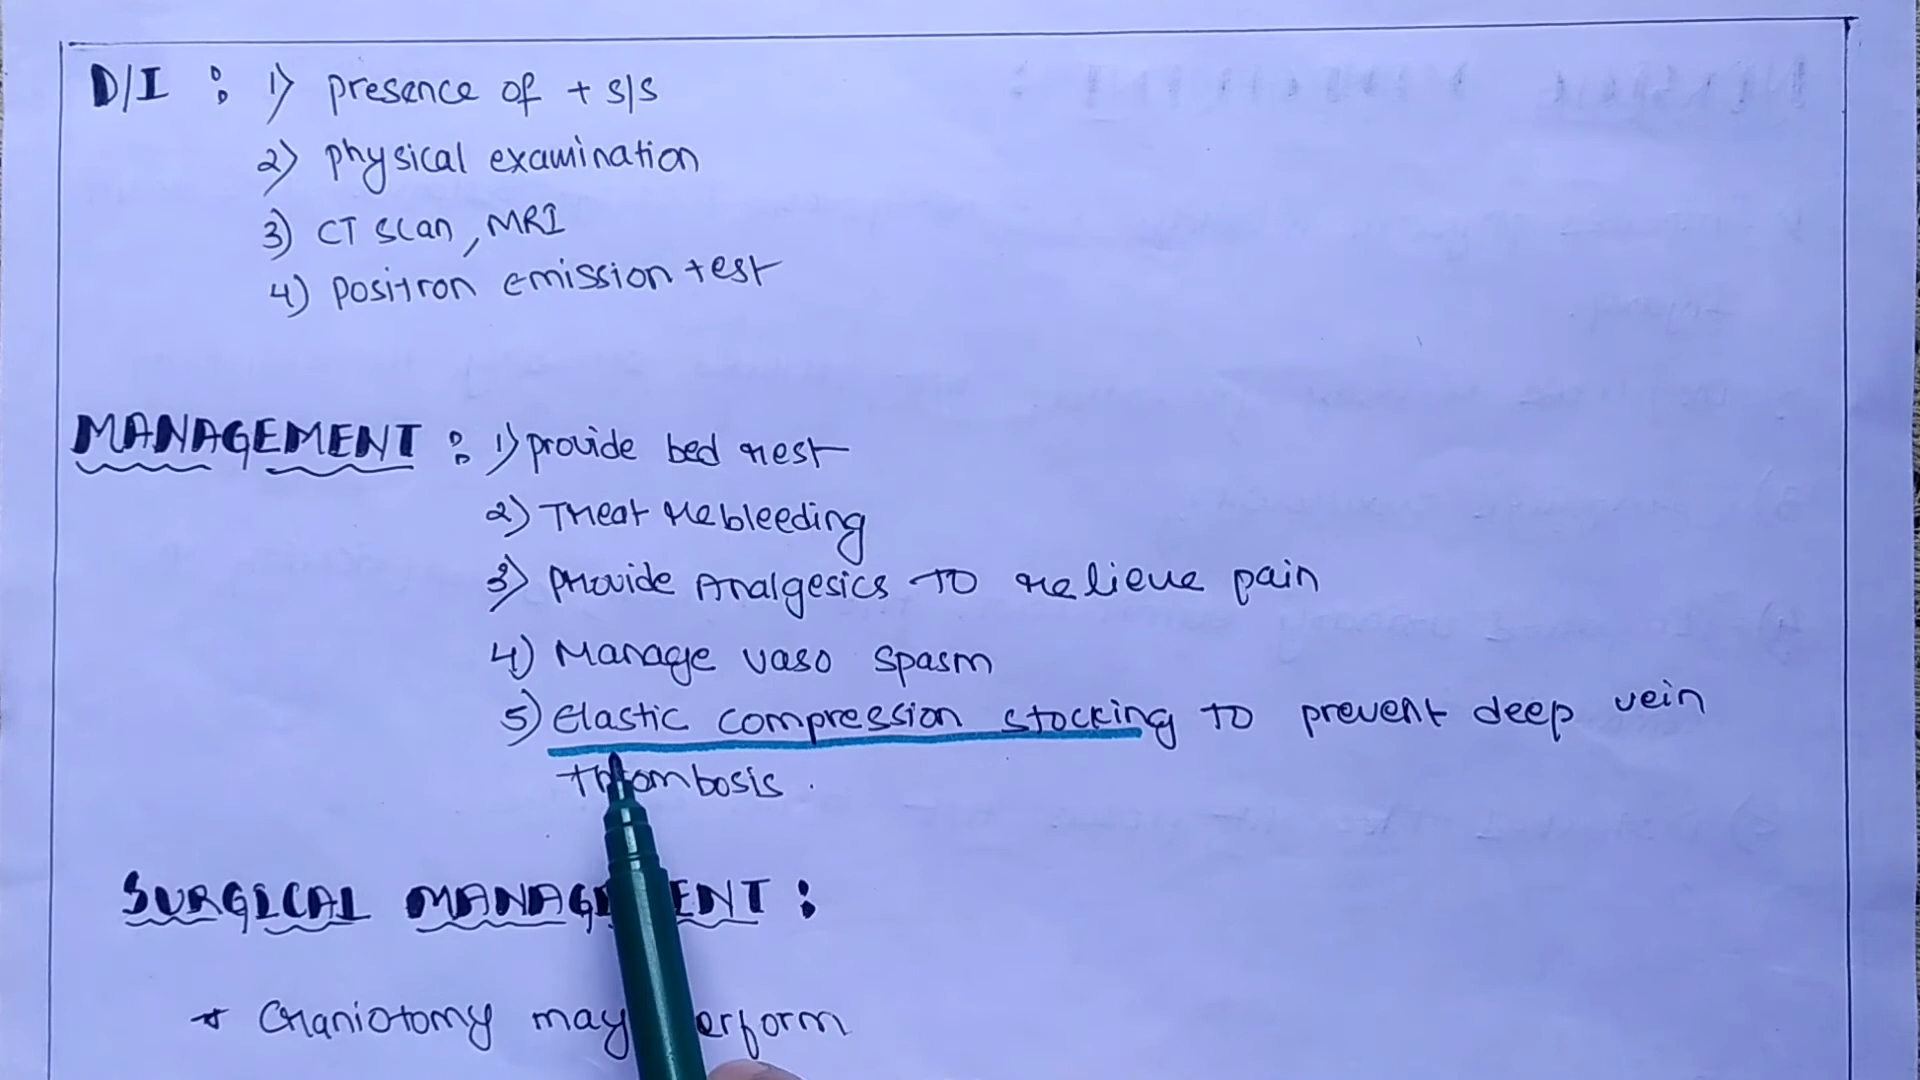 D/I : 1) presence of + s/s
2) physical examination
3) CT scan, MRI
4) positron emission test
MANAGEMENT : 1) provide bed rest
2) Treat rebleeding
3) provide Analgesics TO relieve pain
4) Manage vaso spasm
5) Elastic compression stocking TO prevent deep vein
thrombosis.
SURGICAL MANAGEMENT :
* Craniotomy may perform